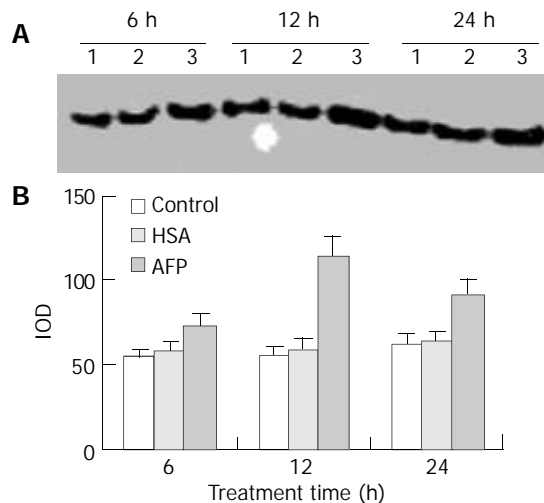 A
6 h 12 h 24 h
1 2 3 1 2 3 1 2 3
B
150
100
50
0
IOD
Control
HSA
AFP
6 12 24
Treatment time (h)